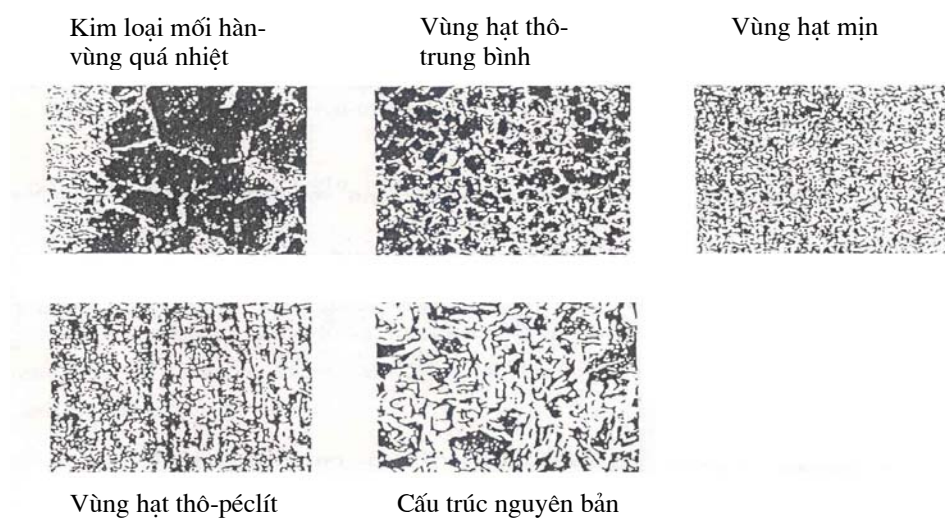 Kim loại mối hàn-
vùng quá nhiệt
Vùng hạt thô-
trung bình
Vùng hạt mịn
Vùng hạt thô-péclít
Cấu trúc nguyên bản